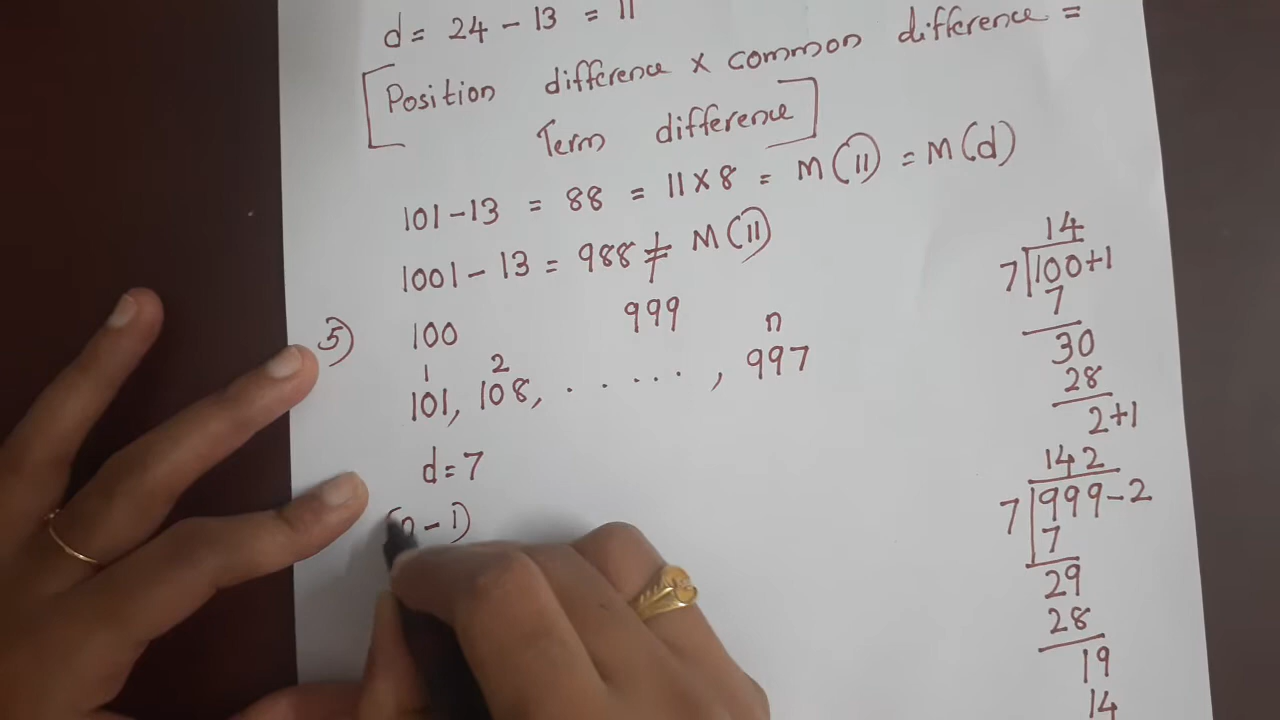 d = 24 - 13 = 11
[Position difference × common difference =
Term difference]
101 - 13 = 88 = 11 × 8 = M(11) = M(d)
1001 - 13 = 988 ≠ M(11)
5) 100 999
1 2 n
101, 108, . . . . . , 997
d = 7
(n - 1)
14
7 100+1
7
30
28
2+1
142
7 999-2
7
29
28
19
14